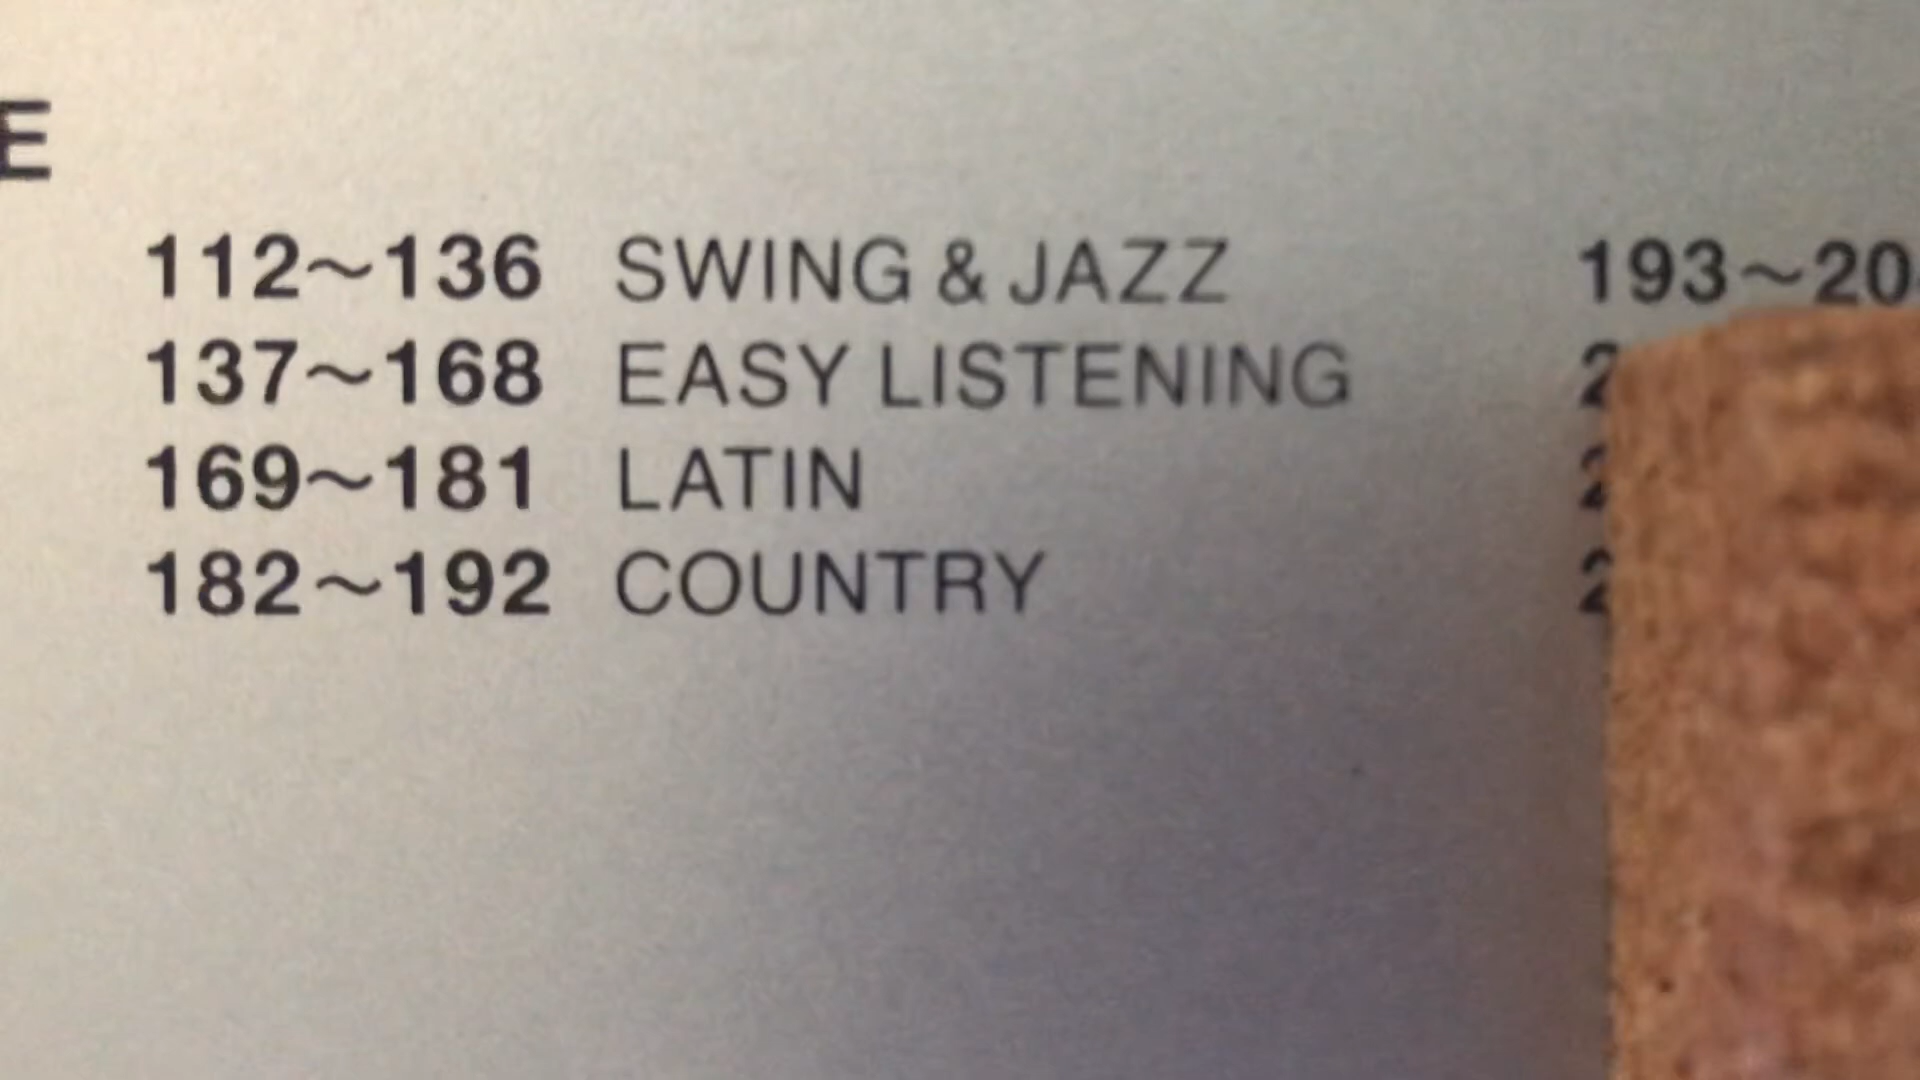 E
112~136 SWING & JAZZ
137~168 EASY LISTENING
169~181 LATIN
182~192 COUNTRY